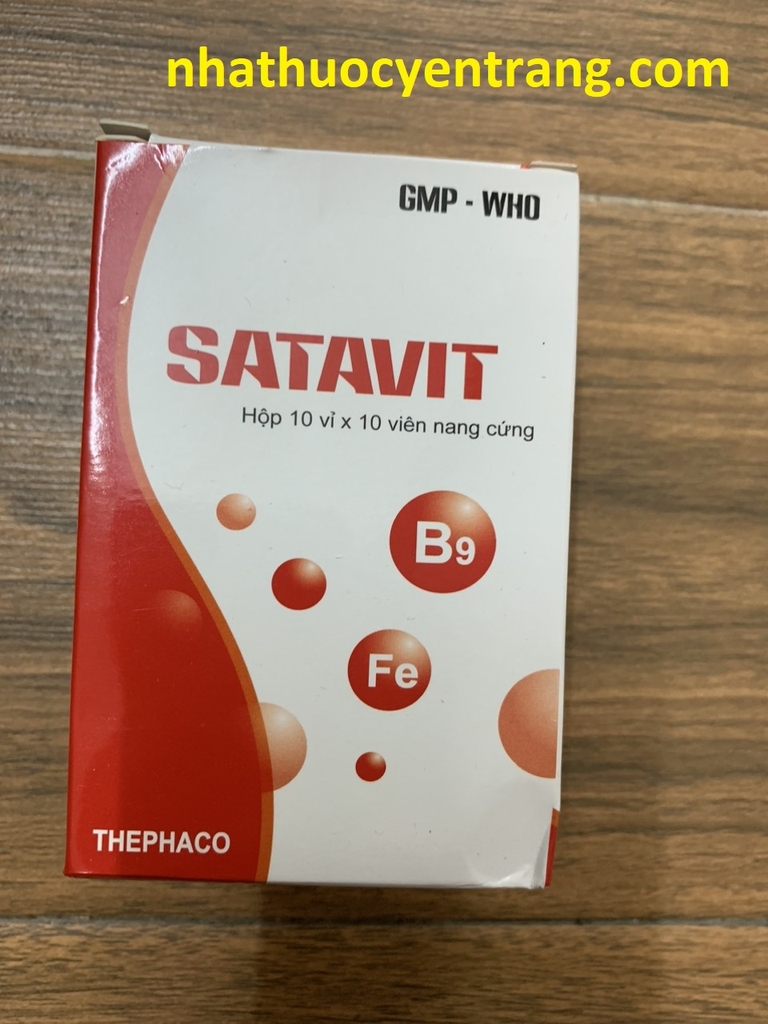 nhathuocyentrang.com
GMP - WHO
SATAVIT
Hộp 10 vỉ x 10 viên nang cứng
B9
Fe
THEPHACO